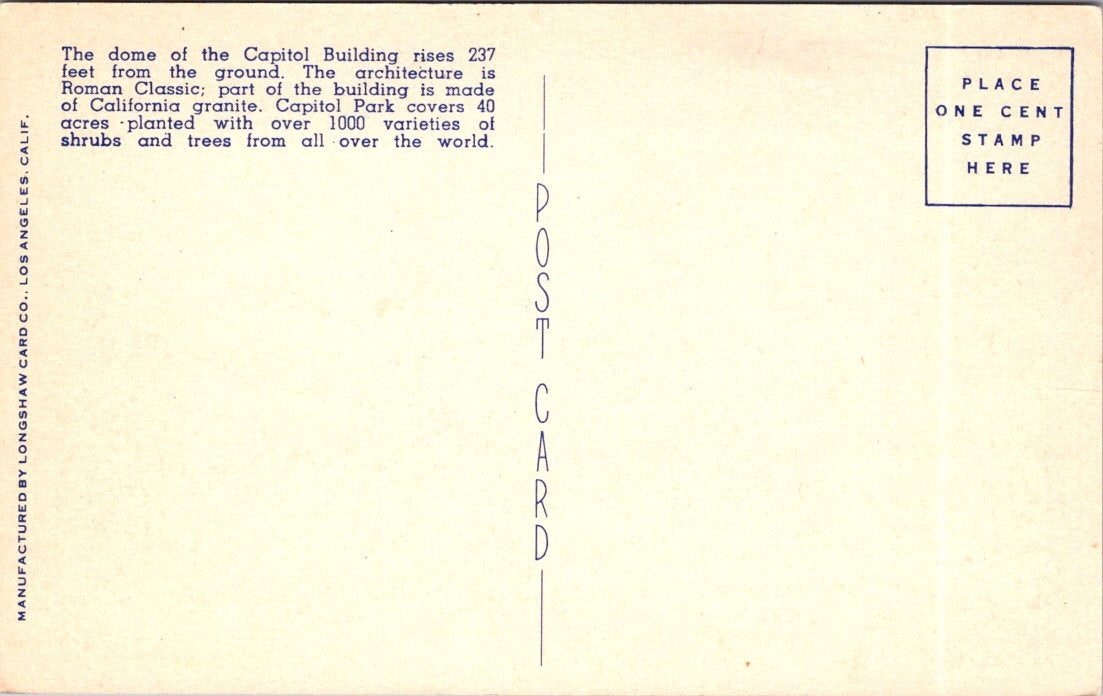 The dome of the Capitol Building rises 237
feet from the ground. The architecture is
Roman Classic; part of the building is made
of California granite. Capitol Park covers 40
acres planted with over 1000 varieties of
shrubs and trees from all over the world.
MANUFACTURED BY LONGSHAW CARD CO., LOS ANGELES, CALIF.
POST CARD
PLACE
ONE CENT
STAMP
HERE